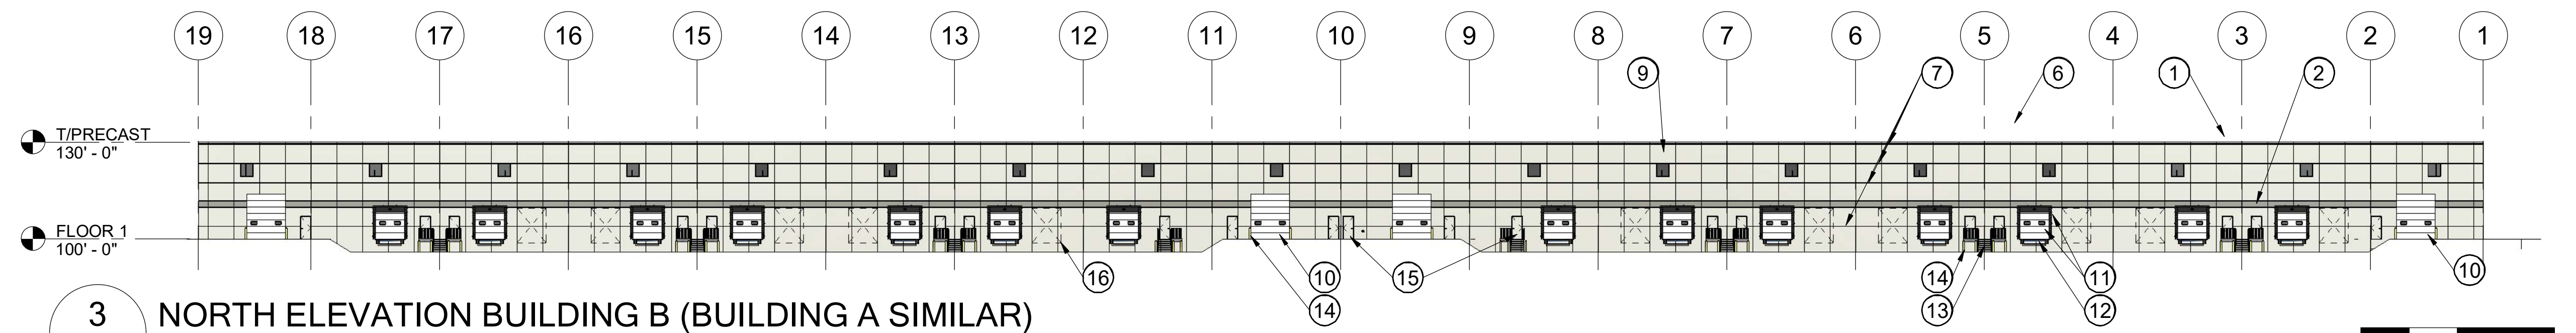 19 18 17 16 15 14 13 12 11 10 9 8 7 6 5 4 3 2 1
9 7 6 1 2
T/PRECAST
130' - 0"
FLOOR 1
100' - 0"
16 10 15 14 11 10
14 13 12
3 NORTH ELEVATION BUILDING B (BUILDING A SIMILAR)